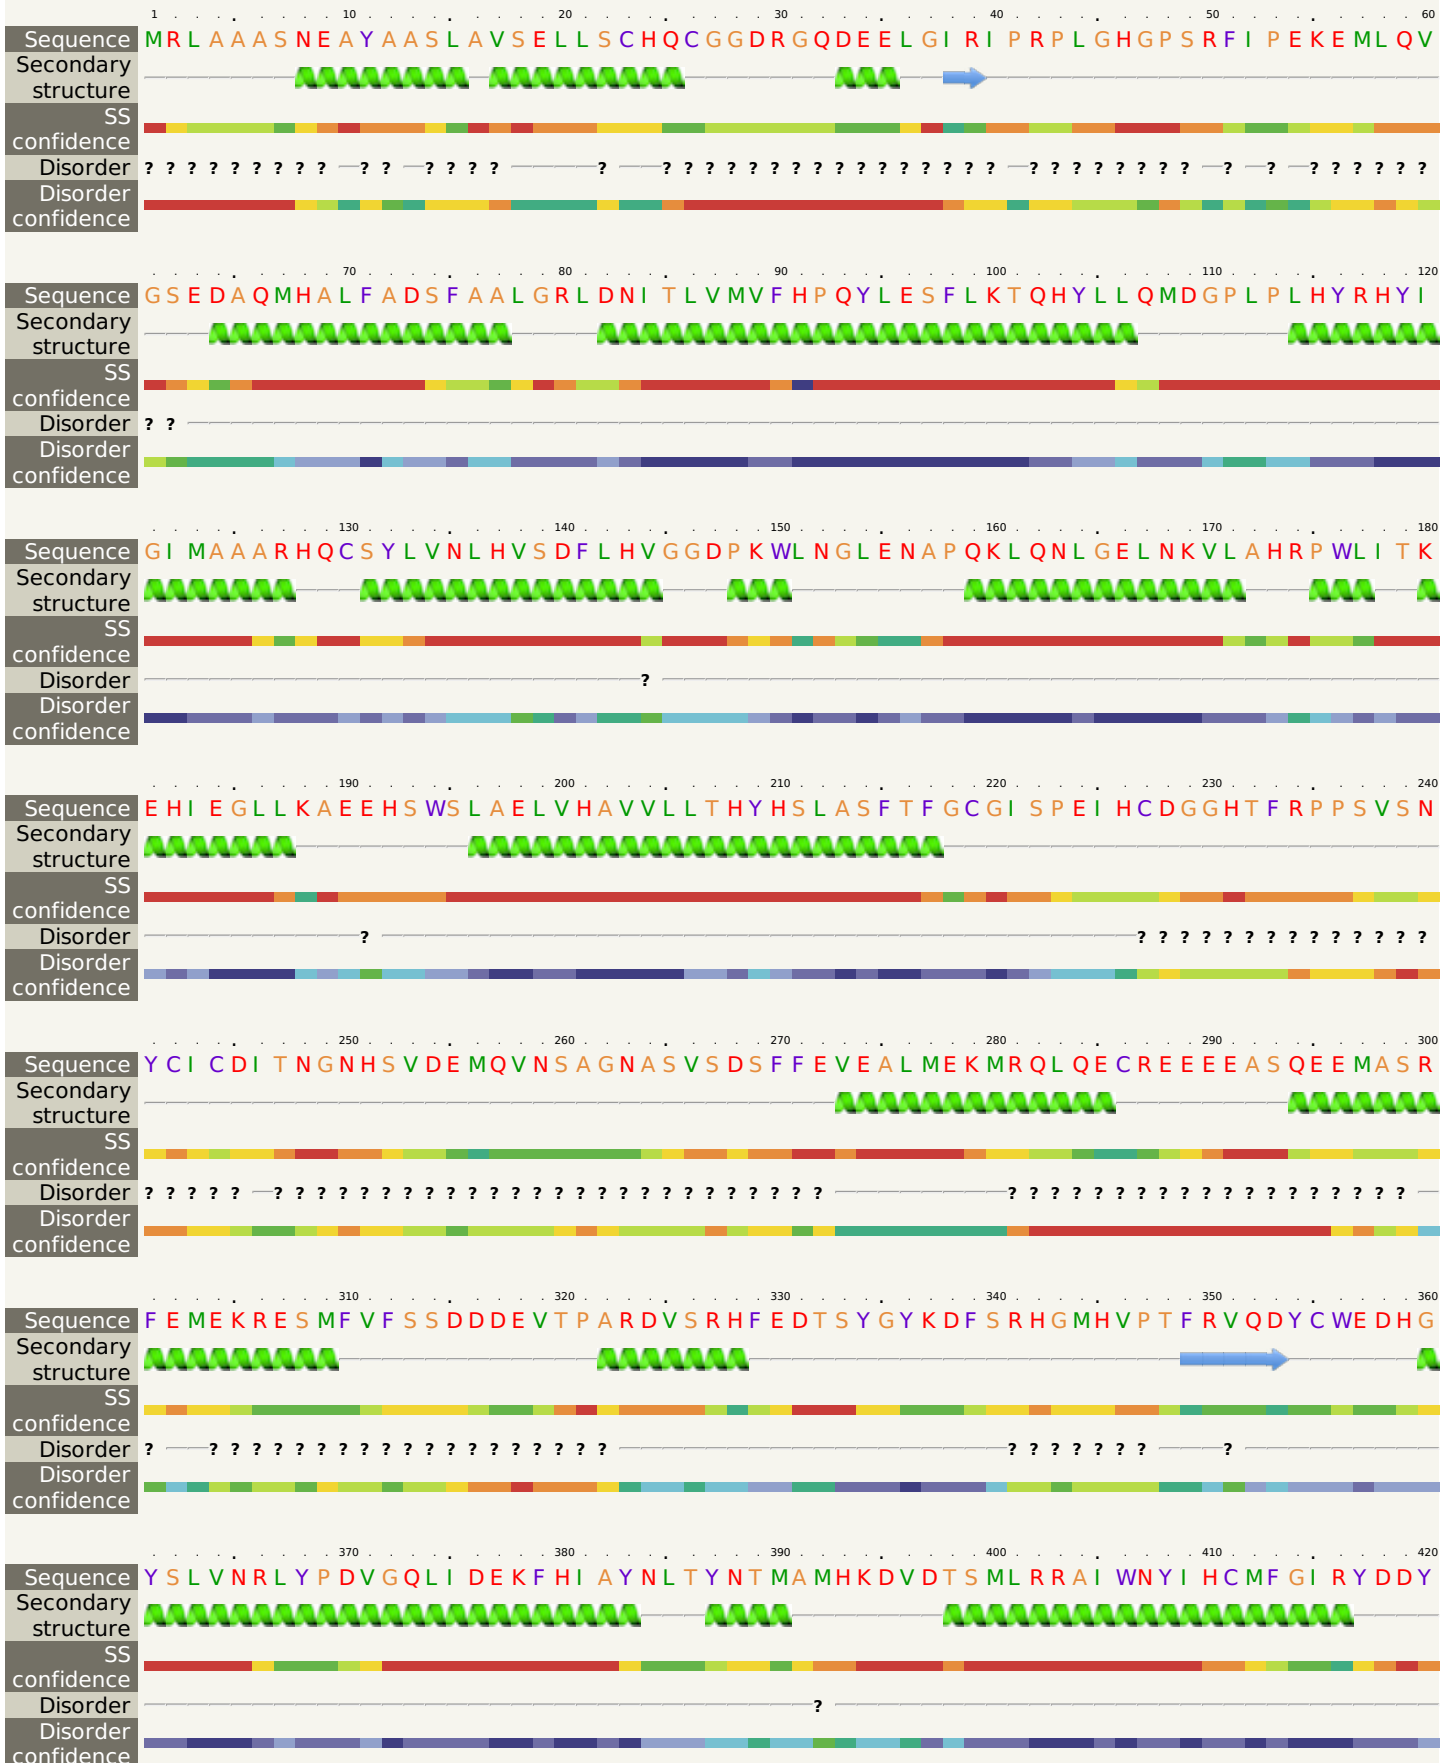 1 . . . . . . . . 10 . . . . . . . . . 20 . . . . . . . . . 30 . . . . . . . . . 40 . . . . . . . . . 50 . . . . . . . . . 60
Sequence MRLAAASNEAYAASLAVSELLSCHQCGGDRGQDEELGIRIPRPLGHGPSRFIPEKEMLQV
Secondary
structure
SS
confidence
Disorder ? ? ? ? ? ? ? ? ? ? ? ? ? ? ? ? ? ? ? ? ? ? ? ? ? ? ? ? ? ? ? ? ? ? ? ? ? ? ? ? ? ? ? ? ? ? ?
Disorder
confidence
. . . . . . . . . 70 . . . . . . . . . 80 . . . . . . . . . 90 . . . . . . . . . 100 . . . . . . . . . 110 . . . . . . . . . 120
Sequence GSEDAQMHALFADSFAALGRLDNITLVMVFHPQYLESFLKTQHYLLQMDGPLPLHYRHYI
Secondary
structure
SS
confidence
Disorder ? ?
Disorder
confidence
. . . . . . . . . 130 . . . . . . . . . 140 . . . . . . . . . 150 . . . . . . . . . 160 . . . . . . . . . 170 . . . . . . . . . 180
Sequence GIMAAARHQCSYLVNLHVSDFLHVGGDPKWLNGLENAPQKLQNLGELNKVLAHRPWLITK
Secondary
structure
SS
confidence
Disorder ?
Disorder
confidence
. . . . . . . . . 190 . . . . . . . . . 200 . . . . . . . . . 210 . . . . . . . . . 220 . . . . . . . . . 230 . . . . . . . . . 240
Sequence EHIEGLLKAEEHSWSLAELVHAVVLLTHYHSLASFTFGCGISPEIHCDGGHTFRPPSVSN
Secondary
structure
SS
confidence
Disorder ? ? ? ? ? ? ? ? ? ? ? ? ? ? ?
Disorder
confidence
. . . . . . . . . 250 . . . . . . . . . 260 . . . . . . . . . 270 . . . . . . . . . 280 . . . . . . . . . 290 . . . . . . . . . 300
Sequence YCICDITNGNHSVDEMQVNSAGNASVSDSFFEVEALMEKMRQLQECREEEEASQEEMASR
Secondary
structure
SS
confidence
Disorder ? ? ? ? ? ? ? ? ? ? ? ? ? ? ? ? ? ? ? ? ? ? ? ? ? ? ? ? ? ? ? ? ? ? ? ? ? ? ? ? ? ? ? ? ? ? ? ? ? ?
Disorder
confidence
. . . . . . . . . 310 . . . . . . . . . 320 . . . . . . . . . 330 . . . . . . . . . 340 . . . . . . . . . 350 . . . . . . . . . 360
Sequence FEMEKRESMFVFSSDDDEVTPARDVSRHFEDTSYGYKDFSRHGMHVPTFRVQDYCWEDHG
Secondary
structure
SS
confidence
Disorder ? ? ? ? ? ? ? ? ? ? ? ? ? ? ? ? ? ? ? ? ? ? ? ? ? ? ? ?
Disorder
confidence
. . . . . . . . . 370 . . . . . . . . . 380 . . . . . . . . . 390 . . . . . . . . . 400 . . . . . . . . . 410 . . . . . . . . . 420
Sequence YSLVNRLYPDVGQLIDEKFHIAYNLTYNTMAMHKDVDTSMLRRAIWNYIHCMFGIRYDDY
Secondary
structure
SS
confidence
Disorder ?
Disorder
confidence